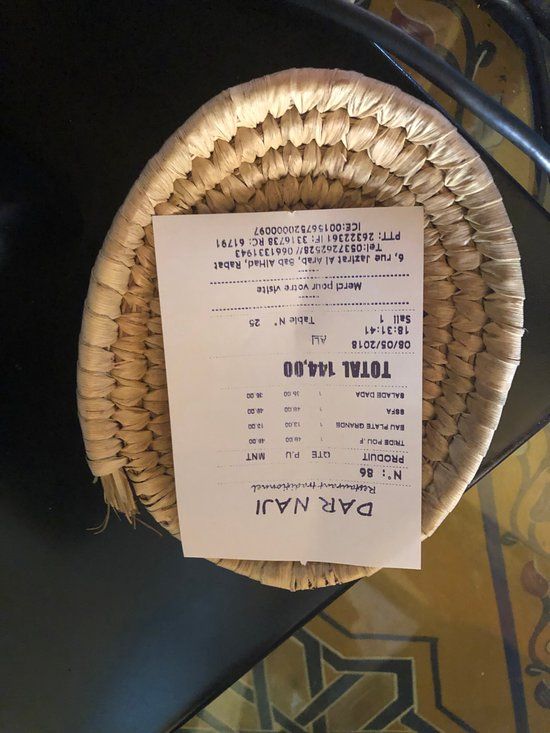 DAR NAJI
Restaurant traditionnel
N°: 86
PRODUIT QTE P.U MNT
TRIDE POU.F 1 48.00 48.00
EAU PLATE GRANDE 1 12.00 12.00
SSFA 1 48.00 48.00
SALADE DADA 1 36.00 36.00
TOTAL 144,00
ALI
08/05/2018
18:31:41
Sall 1 Table N° 25
Merci pour votre visite
6, rue Jazirat Al Arab, Bab AlHad, Rabat
Tel:0537262528// 0661331943
PTT: 26322361 IF: 3316738 RC: 61791
ICE:001567520000097